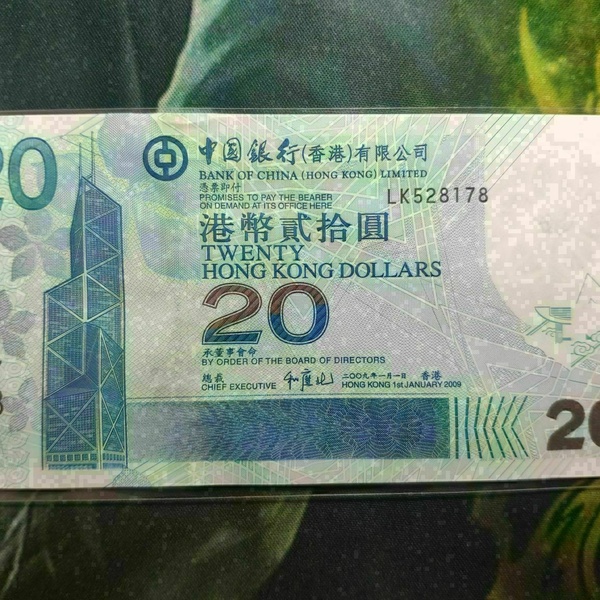 20
中国銀行(香港)有限公司
BANK OF CHINA (HONG KONG) LIMITED
憑票即付
PROMISES TO PAY THE BEARER
ON DEMAND AT ITS OFFICE HERE
LK528178
港幣貳拾圓
TWENTY
HONG KONG DOLLARS
20
承董事會命
BY ORDER OF THE BOARD OF DIRECTORS
總裁
CHIEF EXECUTIVE
二〇〇九年一月一日 香港
HONG KONG 1st JANUARY 2009
20